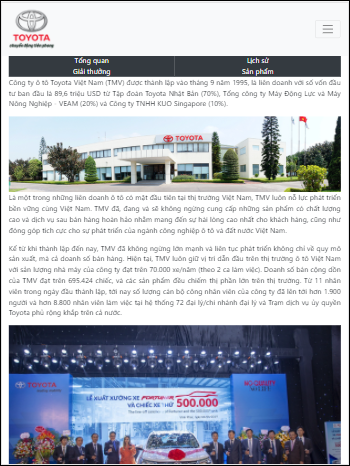 TOYOTA
chuyển động tiên phong
Tổng quan
Lịch sử
Giải thưởng
Sản phẩm
Công ty ô tô Toyota Việt Nam (TMV) được thành lập vào tháng 9 năm 1995, là liên doanh với số vốn đầu
tư ban đầu là 89,6 triệu USD từ Tập đoàn Toyota Nhật Bản (70%), Tổng công ty Máy Động Lực và Máy
Nông Nghiệp - VEAM (20%) và Công ty TNHH KUO Singapore (10%).
TOYOTA
Là một trong những liên doanh ô tô có mặt đầu tiên tại thị trường Việt Nam, TMV luôn nỗ lực phát triển
bền vững cùng Việt Nam. TMV đã, đang và sẽ không ngừng cung cấp những sản phẩm có chất lượng
cao và dịch vụ sau bán hàng hoàn hảo nhằm mang đến sự hài lòng cao nhất cho khách hàng, cũng như
đóng góp tích cực cho sự phát triển của ngành công nghiệp ô tô và đất nước Việt Nam.
Kể từ khi thành lập đến nay, TMV đã không ngừng lớn mạnh và liên tục phát triển không chỉ về quy mô
sản xuất, mà cả doanh số bán hàng. Hiện tại, TMV luôn giữ vị trí dẫn đầu trên thị trường ô tô Việt Nam
với sản lượng nhà máy của công ty đạt trên 70.000 xe/năm (theo 2 ca làm việc). Doanh số bán cộng dồn
của TMV đạt trên 695.424 chiếc, và các sản phẩm đều chiếm thị phần lớn trên thị trường. Từ 11 nhân
viên trong ngày đầu thành lập, tới nay số lượng cán bộ công nhân viên của công ty đã lên tới hơn 1.900
người và hơn 8.800 nhân viên làm việc tại hệ thống 72 đại lý/chi nhánh đại lý và Trạm dịch vụ ủy quyền
Toyota phủ rộng khắp trên cả nước.
TOYOTA
LỄ XUẤT XƯỞNG XE
VÀ CHIẾC XE THỨ 500.000